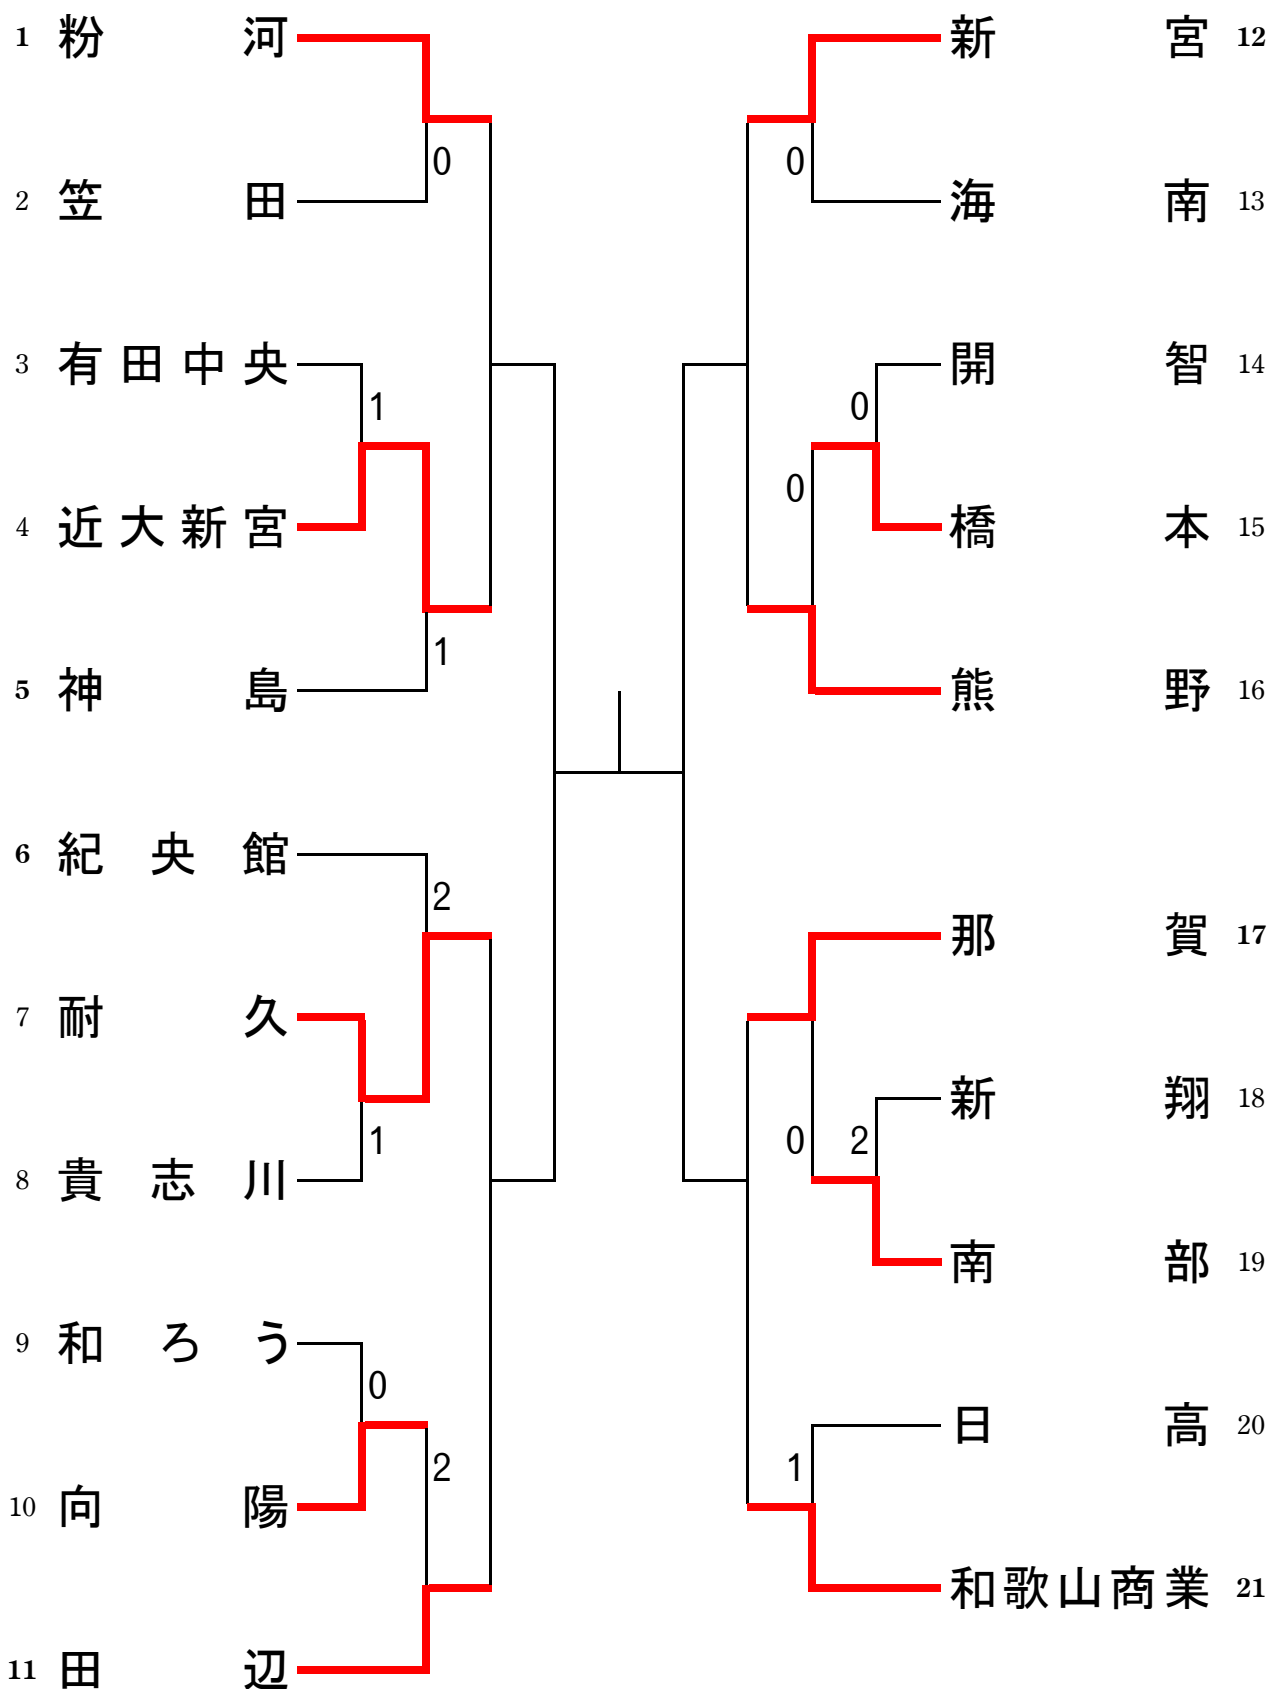 1 粉河
0
2 笠田
3 有田中央
1
4 近大新宮
1
5 神島
6 紀央館
2
7 耐久
1
8 貴志川
9 和ろう
0
2
10 向陽
11 田辺
新宮 12
0
海南 13
開智 14
0
0
橋本 15
熊野 16
那賀 17
新翔 18
0 2
南部 19
日高 20
1
和歌山商業 21